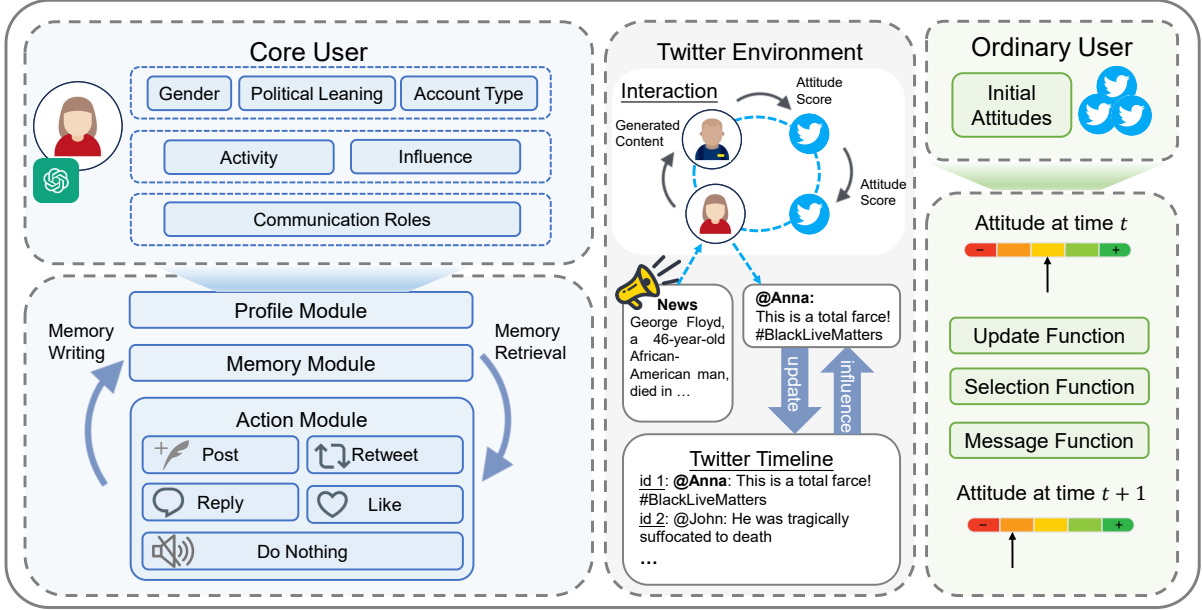 Core User
Gender
Political Leaning
Account Type
Activity
Influence
Communication Roles
Profile Module
Memory Module
Memory
Writing
Memory
Retrieval
Action Module
Post
Retweet
Reply
Like
Do Nothing
Twitter Environment
Interaction
Attitude
Score
Generated
Content
Attitude
Score
News
George Floyd,
a 46-year-old
African-
American man,
died in …
@Anna:
This is a total farce!
#BlackLiveMatters
update
influence
Twitter Timeline
id 1: @Anna: This is a total farce!
#BlackLiveMatters
id 2: @John: He was tragically
suffocated to death
…
Ordinary User
Initial
Attitudes
Attitude at time t
− +
Update Function
Selection Function
Message Function
Attitude at time t + 1
− +